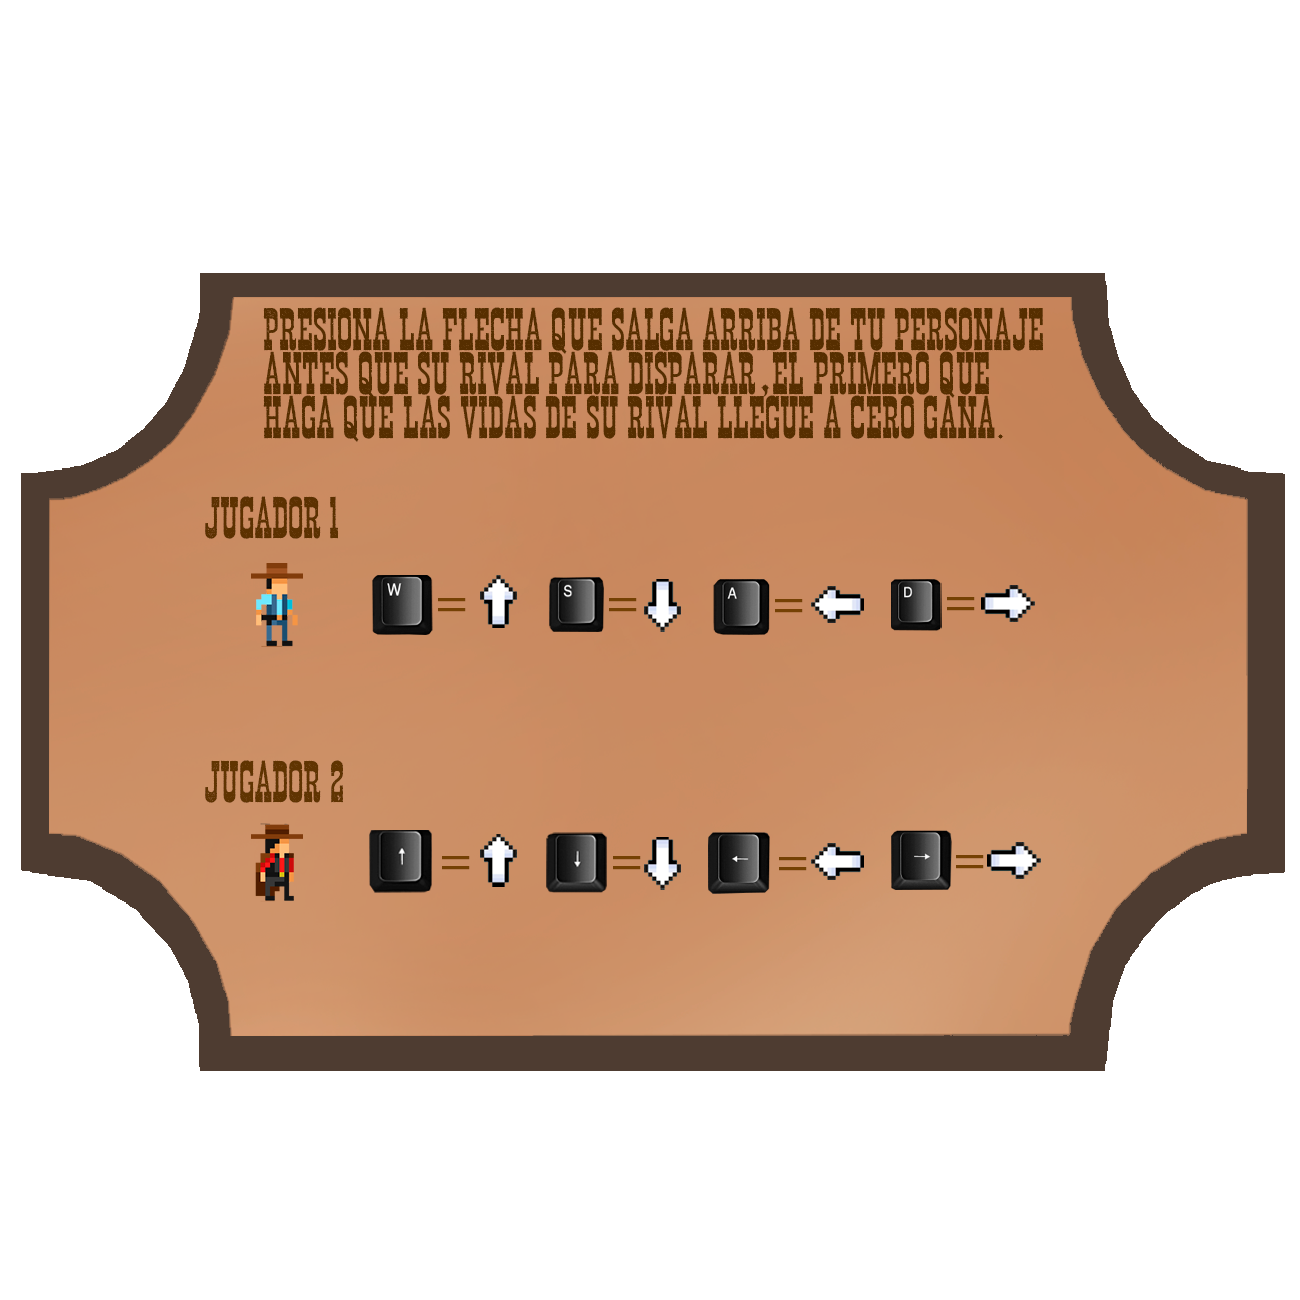 PRESIONA LA FLECHA QUE SALGA ARRIBA DE TU PERSONAJE
ANTES QUE SU RIVAL PARA DISPARAR ,EL PRIMERO QUE
HAGA QUE LAS VIDAS DE SU RIVAL LLEGUE A CERO GANA.
JUGADOR 1
W = S = A = D =
JUGADOR 2
↑ = ↓ = ← = → =